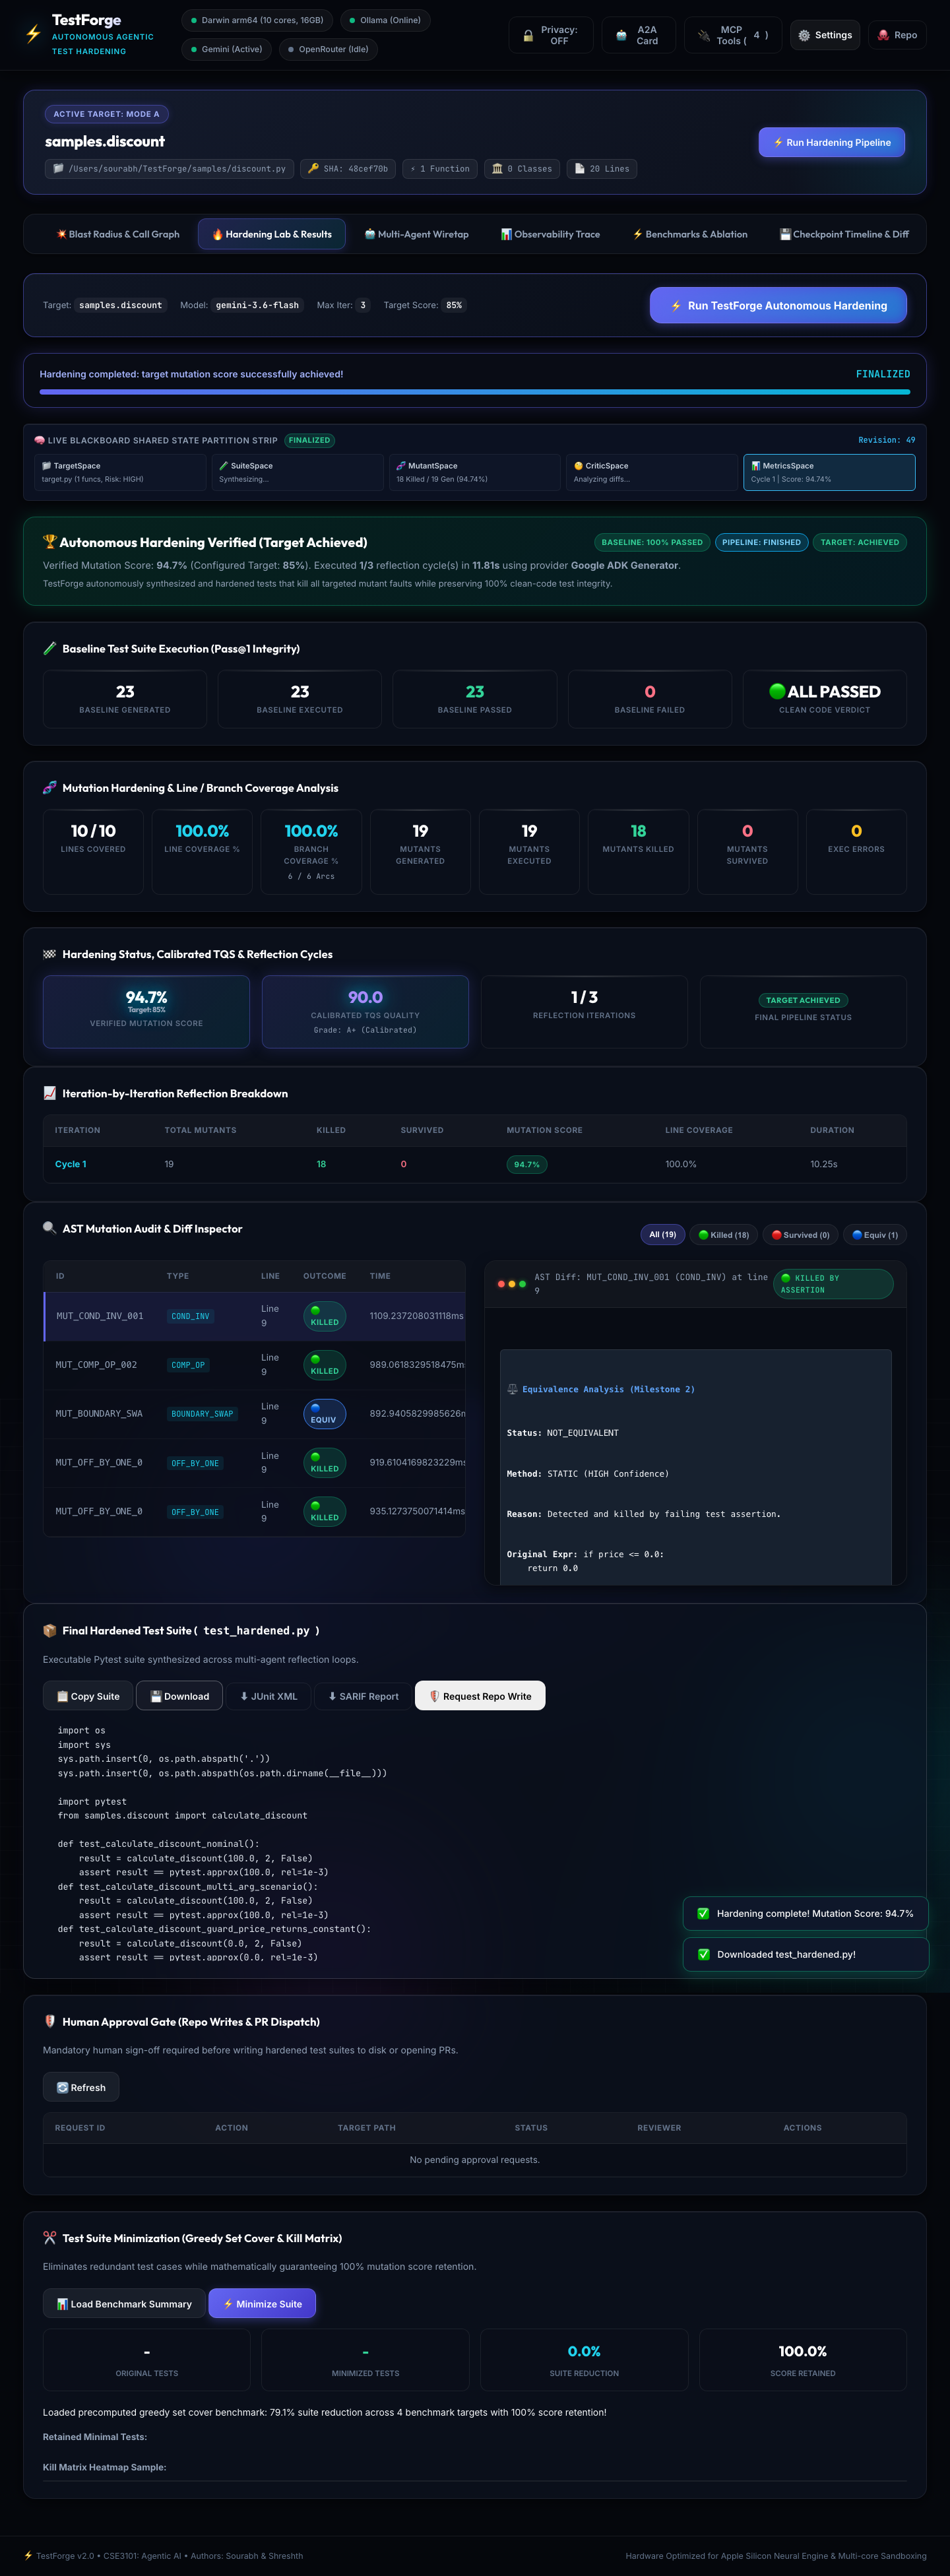 TestForge
AUTONOMOUS AGENTIC
TEST HARDENING
Darwin arm64 (10 cores, 16GB)
Ollama (Online)
Gemini (Active)
OpenRouter (Idle)
Privacy:
OFF
A2A
Card
MCP
Tools ( 4 )
Settings
Repo
ACTIVE TARGET: MODE A
samples.discount
/Users/sourabh/TestForge/samples/discount.py
SHA: 48cef70b
1 Function
0 Classes
20 Lines
Run Hardening Pipeline
Blast Radius & Call Graph
Hardening Lab & Results
Multi-Agent Wiretap
Observability Trace
Benchmarks & Ablation
Checkpoint Timeline & Diff
Target: samples.discount Model: gemini-3.6-flash Max Iter: 3 Target Score: 85%
Run TestForge Autonomous Hardening
Hardening completed: target mutation score successfully achieved!
FINALIZED
LIVE BLACKBOARD SHARED STATE PARTITION STRIP FINALIZED
Revision: 49
TargetSpace
target.py (1 funcs, Risk: HIGH)
SuiteSpace
Synthesizing...
MutantSpace
18 Killed / 19 Gen (94.74%)
CriticSpace
Analyzing diffs...
MetricsSpace
Cycle 1 | Score: 94.74%
Autonomous Hardening Verified (Target Achieved)
BASELINE: 100% PASSED
PIPELINE: FINISHED
TARGET: ACHIEVED
Verified Mutation Score: 94.7% (Configured Target: 85%). Executed 1/3 reflection cycle(s) in 11.81s using provider Google ADK Generator.
TestForge autonomously synthesized and hardened tests that kill all targeted mutant faults while preserving 100% clean-code test integrity.
Baseline Test Suite Execution (Pass@1 Integrity)
23
BASELINE GENERATED
23
BASELINE EXECUTED
23
BASELINE PASSED
0
BASELINE FAILED
ALL PASSED
CLEAN CODE VERDICT
Mutation Hardening & Line / Branch Coverage Analysis
10 / 10
LINES COVERED
100.0%
LINE COVERAGE %
100.0%
BRANCH
COVERAGE %
6 / 6 Arcs
19
MUTANTS
GENERATED
19
MUTANTS
EXECUTED
18
MUTANTS KILLED
0
MUTANTS
SURVIVED
0
EXEC ERRORS
Hardening Status, Calibrated TQS & Reflection Cycles
94.7%
Target: 85%
VERIFIED MUTATION SCORE
90.0
CALIBRATED TQS QUALITY
Grade: A+ (Calibrated)
1 / 3
REFLECTION ITERATIONS
TARGET ACHIEVED
FINAL PIPELINE STATUS
Iteration-by-Iteration Reflection Breakdown
ITERATION TOTAL MUTANTS KILLED SURVIVED MUTATION SCORE LINE COVERAGE DURATION
Cycle 1 19 18 0 94.7% 100.0% 10.25s
AST Mutation Audit & Diff Inspector
All (19)
Killed (18)
Survived (0)
Equiv (1)
ID TYPE LINE OUTCOME TIME
MUT_COND_INV_001 COND_INV Line 9 KILLED 1109.237208031118ms
MUT_COMP_OP_002 COMP_OP Line 9 KILLED 989.0618329518475ms
MUT_BOUNDARY_SWA BOUNDARY_SWAP Line 9 EQUIV 892.9405829985626m
MUT_OFF_BY_ONE_0 OFF_BY_ONE Line 9 KILLED 919.6104169823229ms
MUT_OFF_BY_ONE_0 OFF_BY_ONE Line 9 KILLED 935.1273750071414ms
AST Diff: MUT_COND_INV_001 (COND_INV) at line
9
KILLED BY
ASSERTION
Equivalence Analysis (Milestone 2)
Status: NOT_EQUIVALENT
Method: STATIC (HIGH Confidence)
Reason: Detected and killed by failing test assertion.
Original Expr: if price <= 0.0:
return 0.0
Final Hardened Test Suite ( test_hardened.py )
Executable Pytest suite synthesized across multi-agent reflection loops.
Copy Suite
Download
JUnit XML
SARIF Report
Request Repo Write
import os
import sys
sys.path.insert(0, os.path.abspath('.'))
sys.path.insert(0, os.path.abspath(os.path.dirname(__file__)))
import pytest
from samples.discount import calculate_discount
def test_calculate_discount_nominal():
result = calculate_discount(100.0, 2, False)
assert result == pytest.approx(100.0, rel=1e-3)
def test_calculate_discount_multi_arg_scenario():
result = calculate_discount(100.0, 2, False)
assert result == pytest.approx(100.0, rel=1e-3)
def test_calculate_discount_guard_price_returns_constant():
result = calculate_discount(0.0, 2, False)
assert result == pytest.approx(0.0, rel=1e-3)
Hardening complete! Mutation Score: 94.7%
Downloaded test_hardened.py!
Human Approval Gate (Repo Writes & PR Dispatch)
Mandatory human sign-off required before writing hardened test suites to disk or opening PRs.
Refresh
REQUEST ID ACTION TARGET PATH STATUS REVIEWER ACTIONS
No pending approval requests.
Test Suite Minimization (Greedy Set Cover & Kill Matrix)
Eliminates redundant test cases while mathematically guaranteeing 100% mutation score retention.
Load Benchmark Summary
Minimize Suite
-
ORIGINAL TESTS
-
MINIMIZED TESTS
0.0%
SUITE REDUCTION
100.0%
SCORE RETAINED
Loaded precomputed greedy set cover benchmark: 79.1% suite reduction across 4 benchmark targets with 100% score retention!
Retained Minimal Tests:
Kill Matrix Heatmap Sample:
TestForge v2.0 • CSE3101: Agentic AI • Authors: Sourabh & Shreshth
Hardware Optimized for Apple Silicon Neural Engine & Multi-core Sandboxing